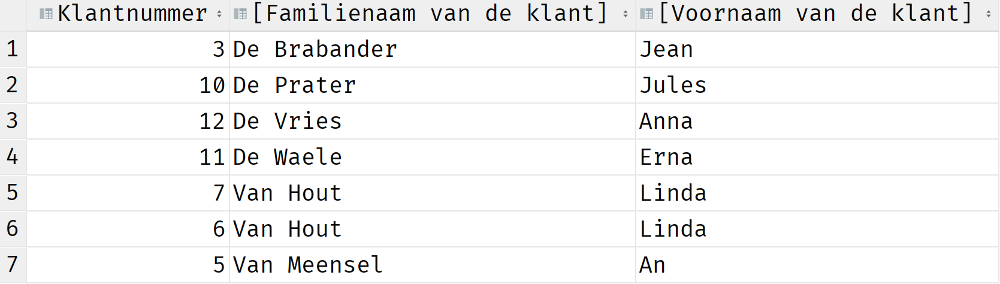 Klantnummer [Familienaam van de klant] [Voornaam van de klant]
1 3 De Brabander Jean
2 10 De Prater Jules
3 12 De Vries Anna
4 11 De Waele Erna
5 7 Van Hout Linda
6 6 Van Hout Linda
7 5 Van Meensel An